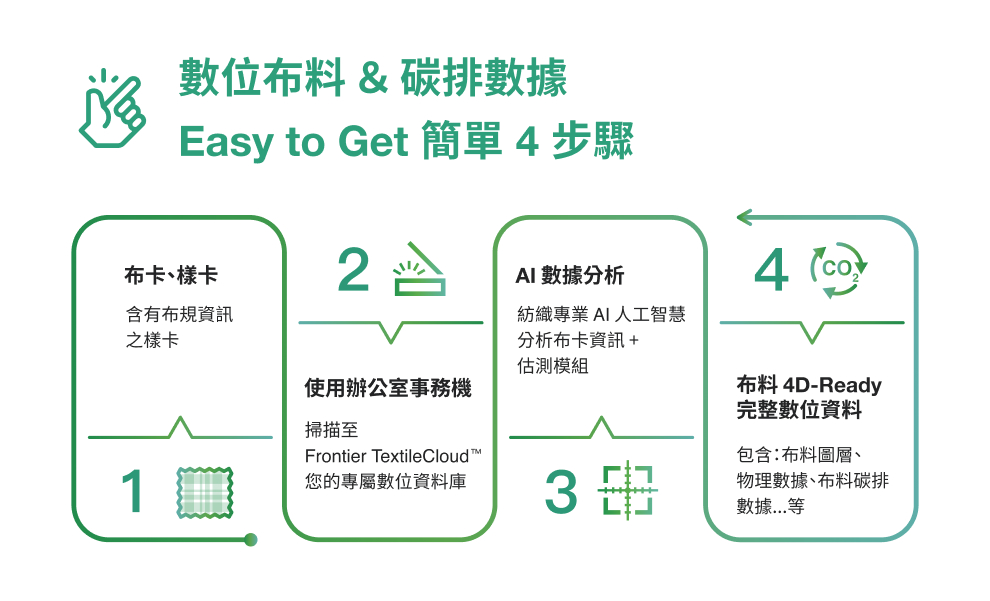 數位布料 & 碳排數據
Easy to Get 簡單 4 步驟
布卡、樣卡
含有布規資訊
之樣卡
1
2
使用辦公室事務機
掃描至
Frontier TextileCloud™
您的專屬數位資料庫
AI 數據分析
紡織專業 AI 人工智慧
分析布卡資訊 +
估測模組
3
4
CO2
布料 4D-Ready
完整數位資料
包含：布料圖層、
物理數據、布料碳排
數據...等